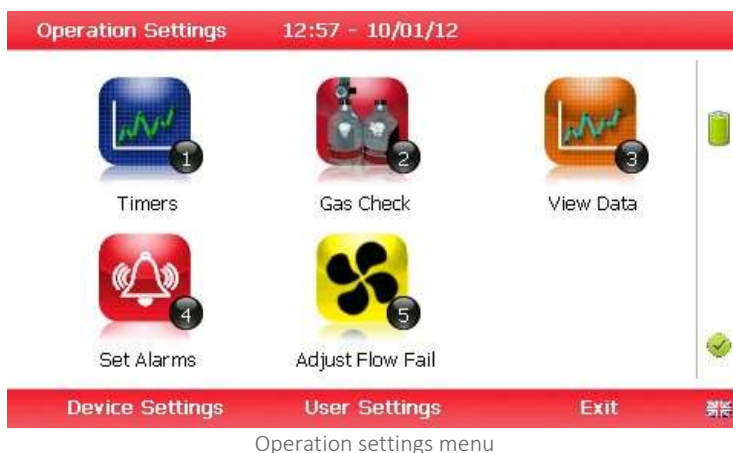 Operation Settings 12:57 - 10/01/12
1 2 3
Timers Gas Check View Data
4 5
Set Alarms Adjust Flow Fail
Device Settings User Settings Exit
Operation settings menu